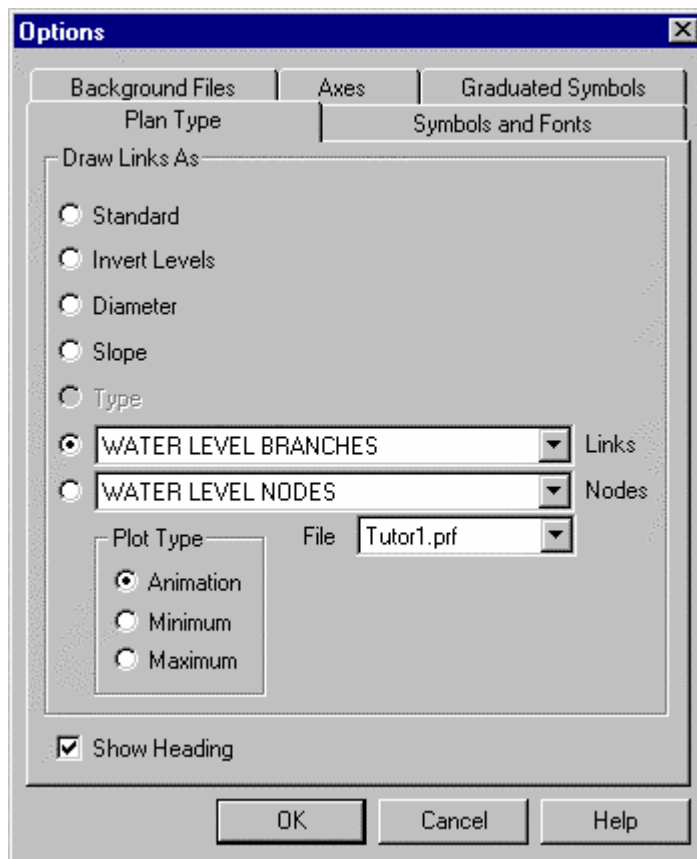 Options
Background Files Axes Graduated Symbols
Plan Type Symbols and Fonts
Draw Links As
Standard
Invert Levels
Diameter
Slope
Type
WATER LEVEL BRANCHES Links
WATER LEVEL NODES Nodes
Plot Type File Tutor1.prf
Animation
Minimum
Maximum
Show Heading
OK Cancel Help